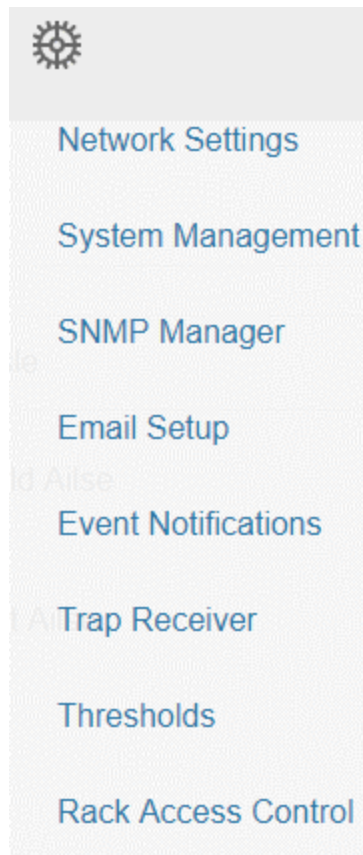 Network Settings
System Management
SNMP Manager
Email Setup
Event Notifications
Trap Receiver
Thresholds
Rack Access Control